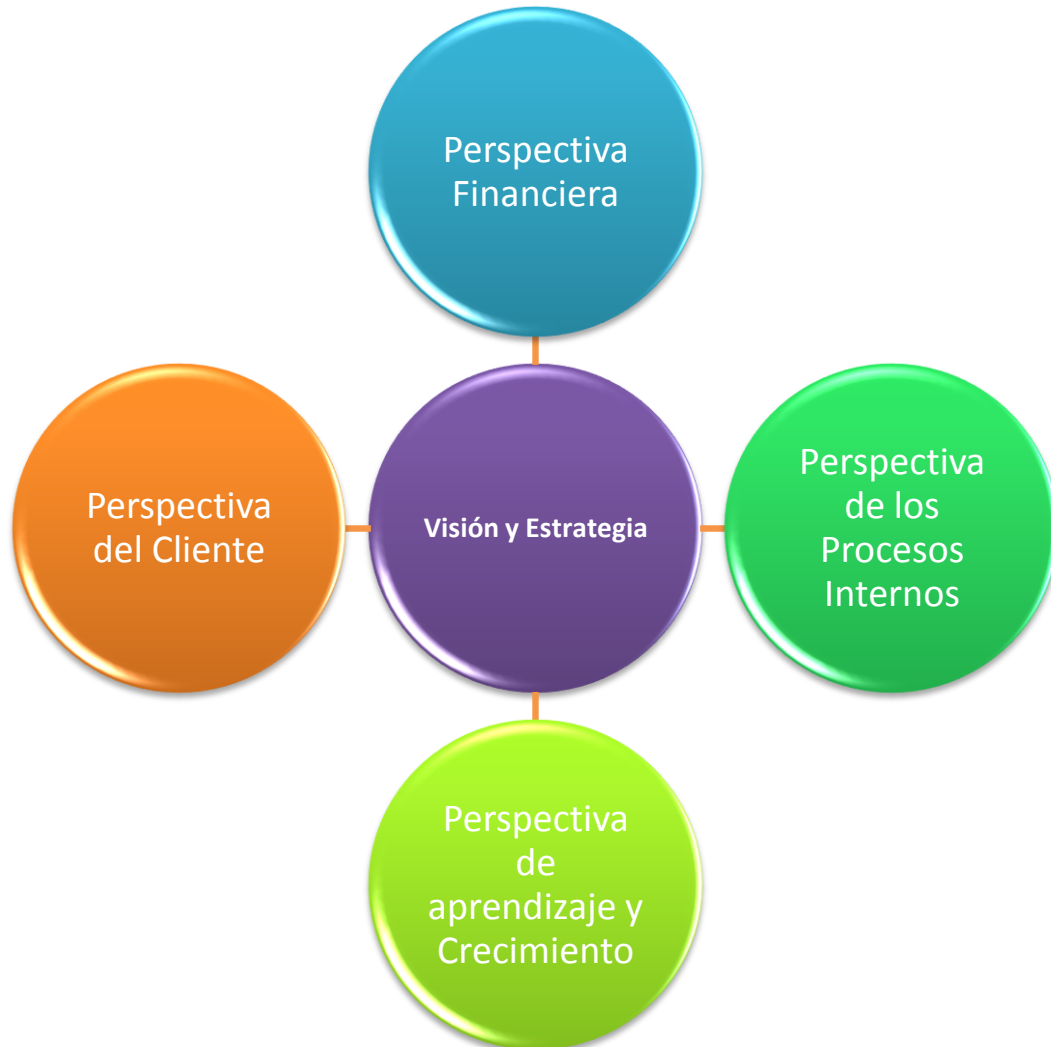 Perspectiva
Financiera
Perspectiva
del Cliente
Visión y Estrategia
Perspectiva
de los
Procesos
Internos
Perspectiva
de
aprendizaje y
Crecimiento